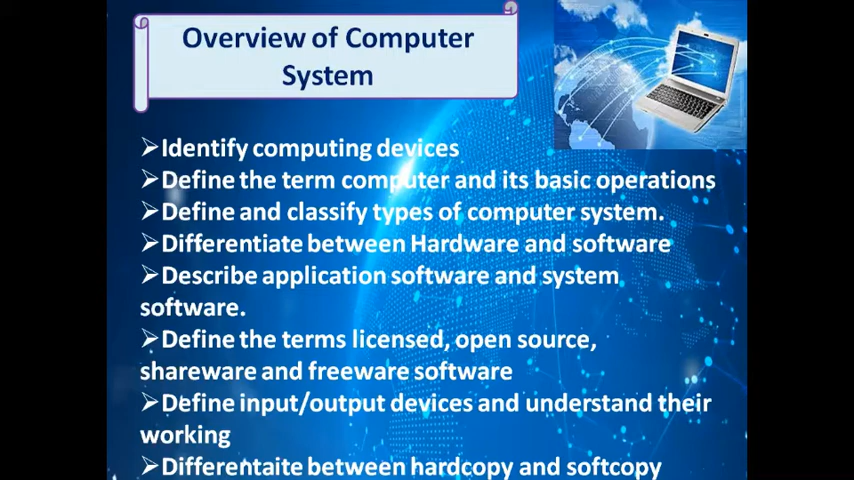 Overview of Computer
System
➢Identify computing devices
➢Define the term computer and its basic operations
➢Define and classify types of computer system.
➢Differentiate between Hardware and software
➢Describe application software and system
software.
➢Define the terms licensed, open source,
shareware and freeware software
➢Define input/output devices and understand their
working
➢Differentaite between hardcopy and softcopy